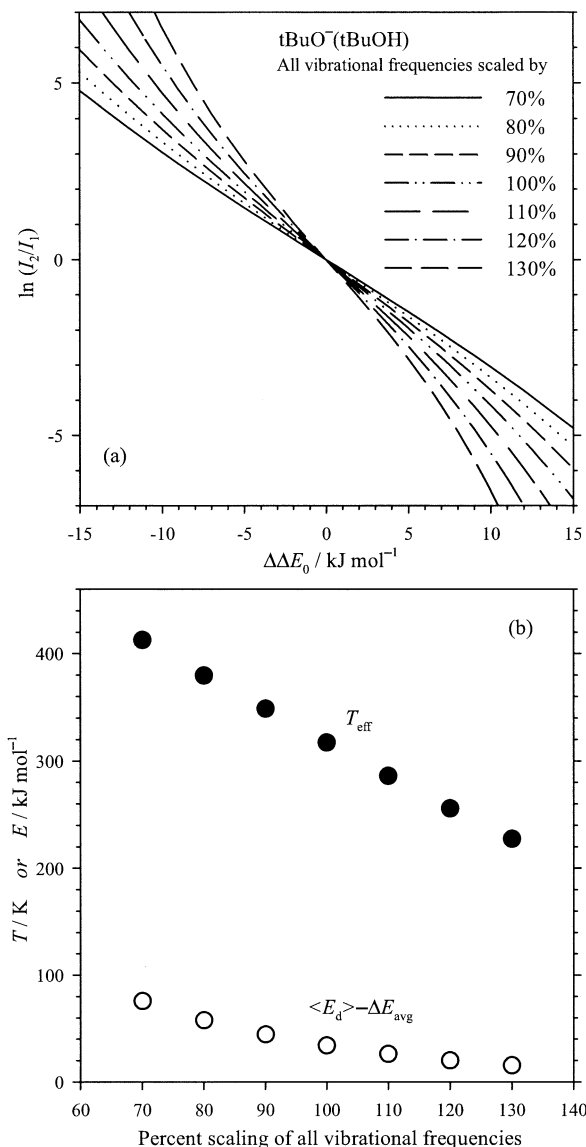 tBuO⁻(tBuOH)
All vibrational frequencies scaled by
70%
80%
90%
100%
110%
120%
130%
5
0
-5
ln (I₂/I₁)
(a)
-15 -10 -5 0 5 10 15
ΔΔE₀ / kJ mol⁻¹
(b)
400
300
200
100
0
T / K or E / kJ mol⁻¹
T_eff
<E_d>−ΔE_avg
60 70 80 90 100 110 120 130 140
Percent scaling of all vibrational frequencies